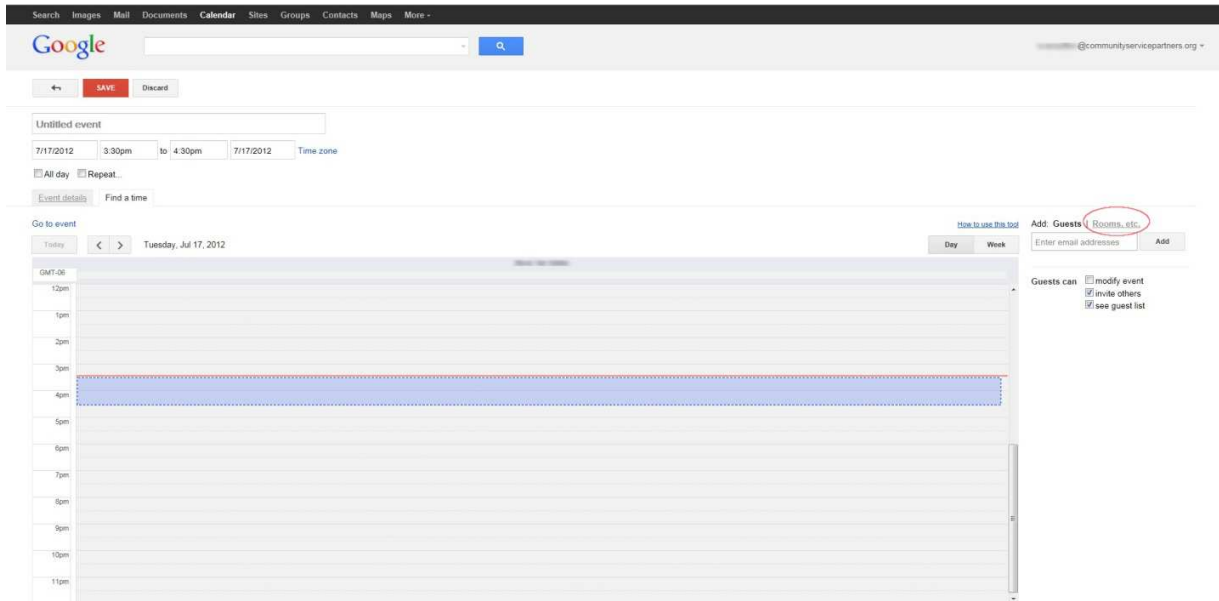 Search Images Mail Documents Calendar Sites Groups Contacts Maps More
Google
@communityservicepartners.org
SAVE Discard
Untitled event
7/17/2012 3:30pm to 4:30pm 7/17/2012 Time zone
All day Repeat...
Event details Find a time
Go to event How to use this tool Add: Guests | Rooms, etc.
Today < > Tuesday, Jul 17, 2012 Day Week Enter email addresses Add
GMT-06
Guests can modify event
invite others
see guest list
12pm
1pm
2pm
3pm
4pm
5pm
6pm
7pm
8pm
9pm
10pm
11pm